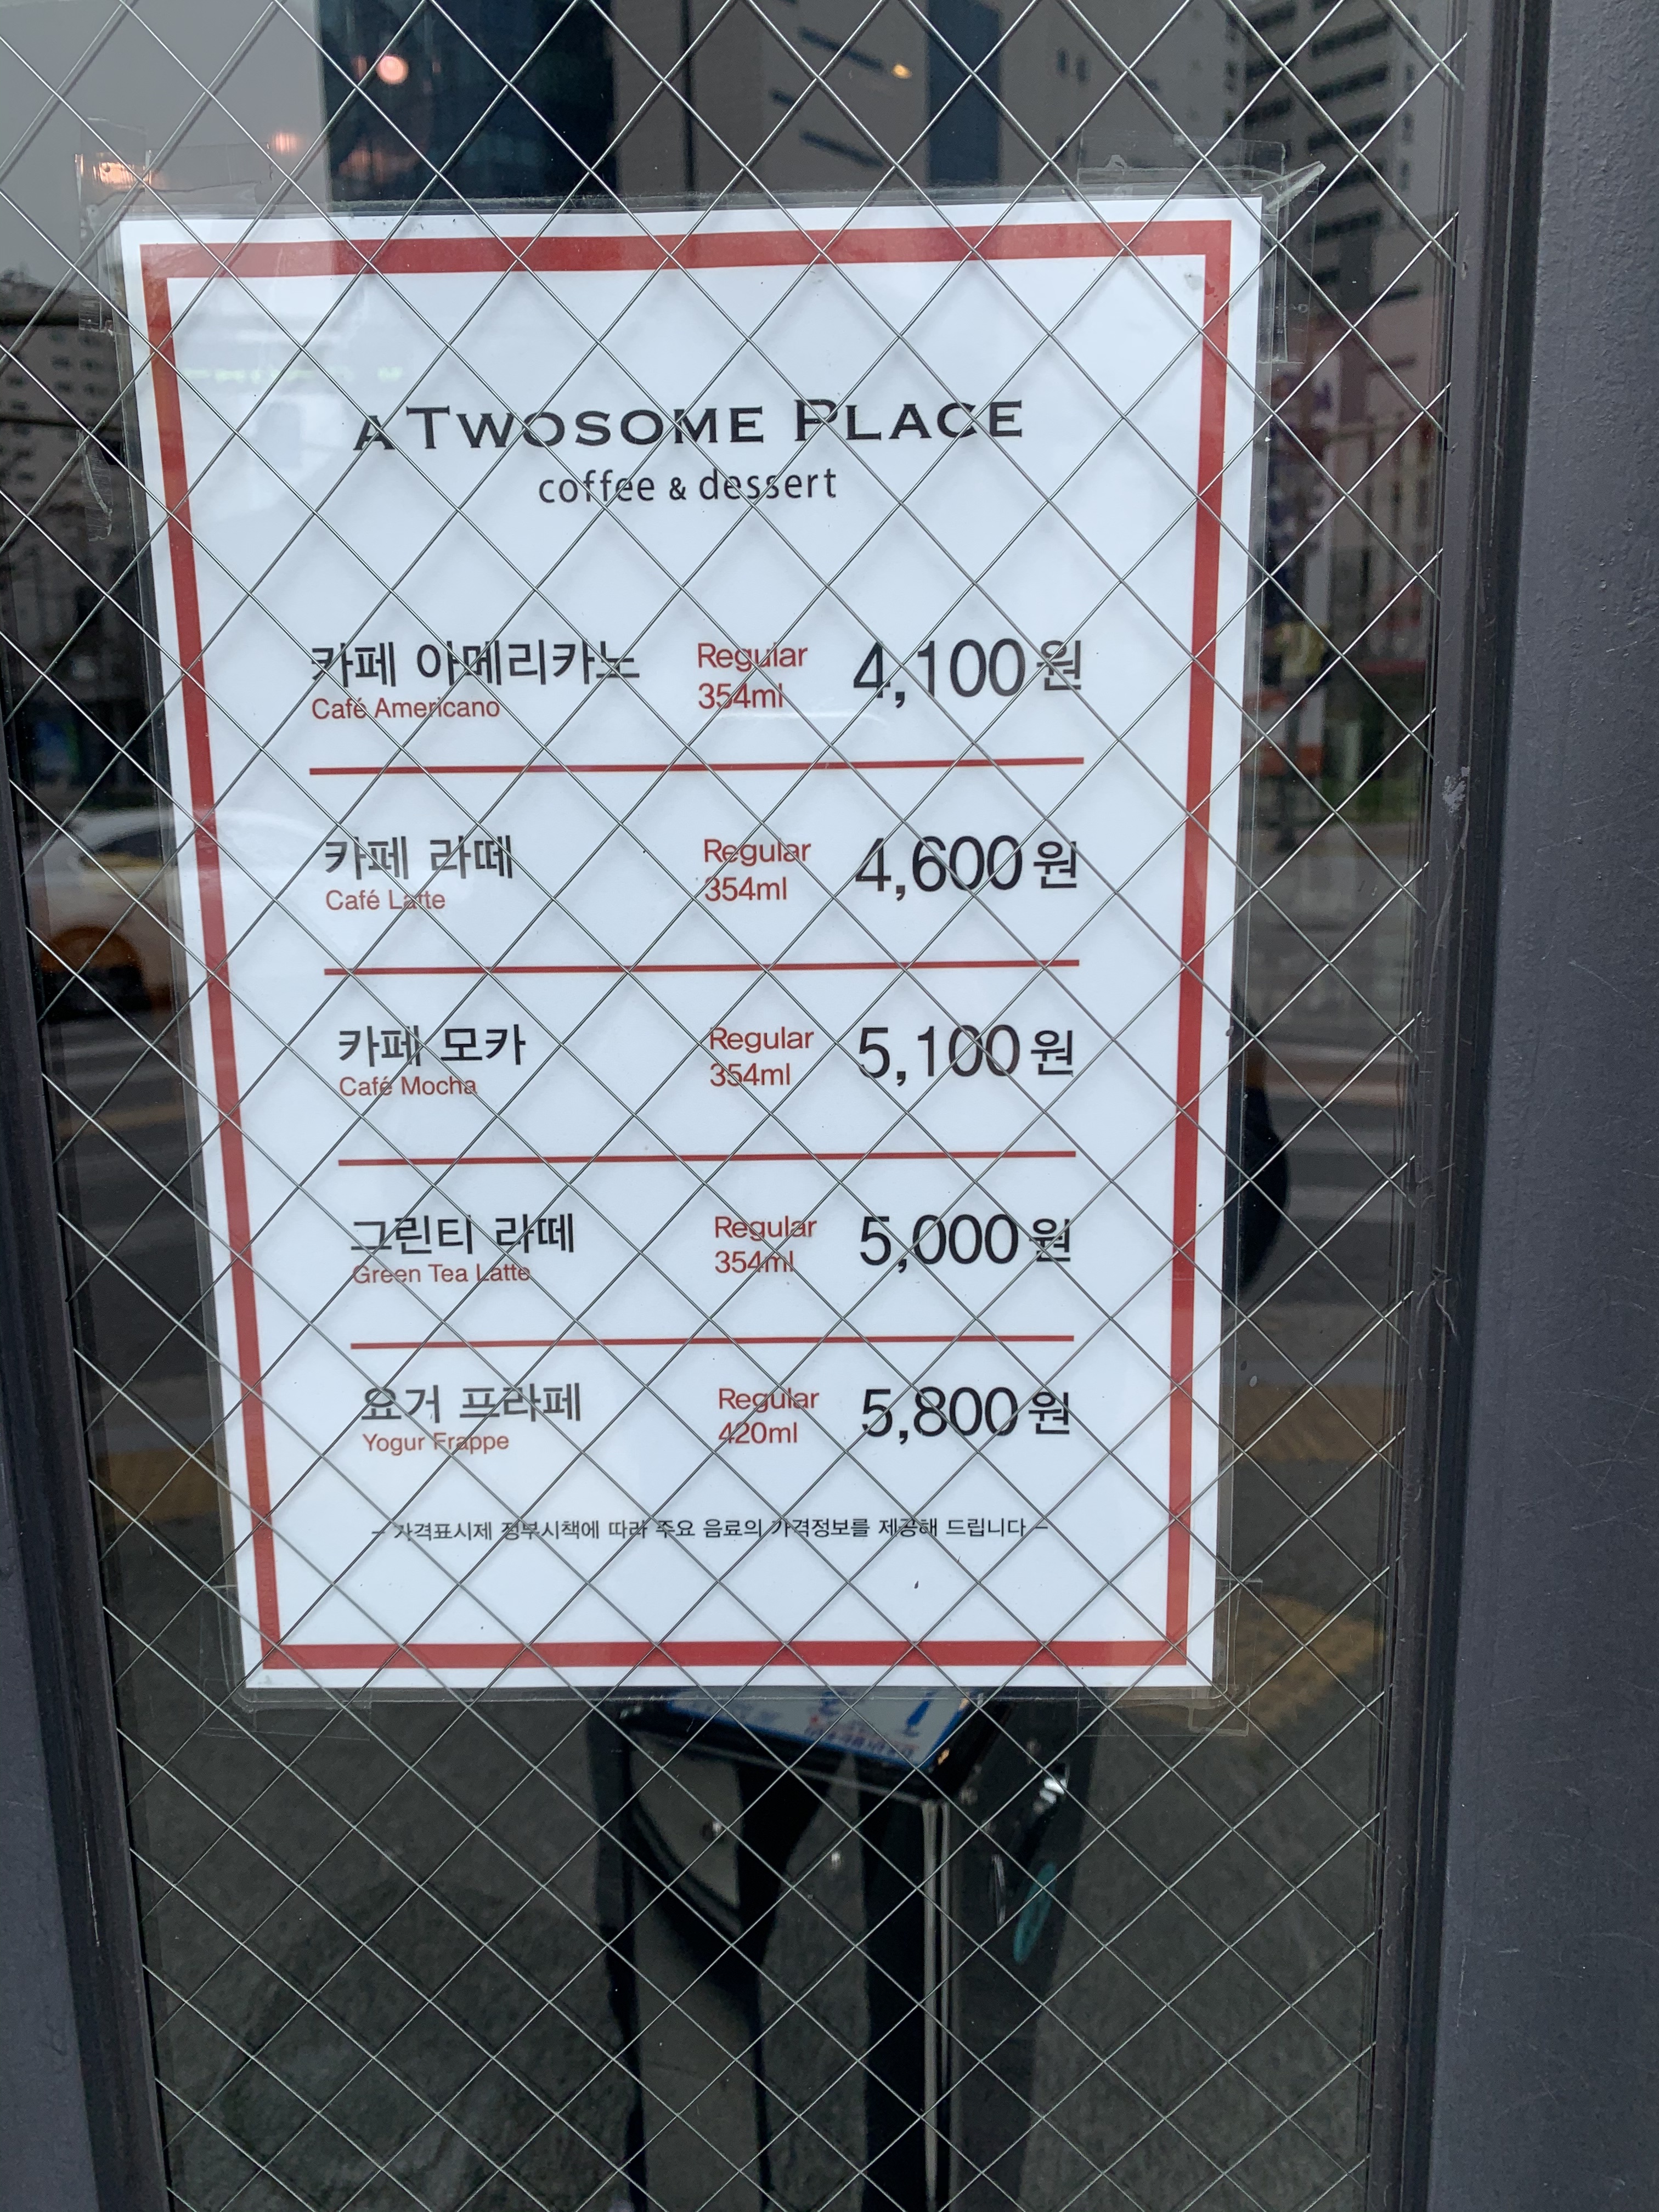 A TWOSOME PLACE
coffee & dessert
카페 아메리카노 Regular 4,100원
Café Americano 354ml
카페 라떼 Regular 4,600원
Café Latte 354ml
카페 모카 Regular 5,100원
Café Mocha 354ml
그린티 라떼 Regular 5,000원
Green Tea Latte 354ml
요거 프라페 Regular 5,800원
Yogur Frappe 420ml
– 가격표시제 정부시책에 따라 주요 음료의 가격정보를 제공해 드립니다 –